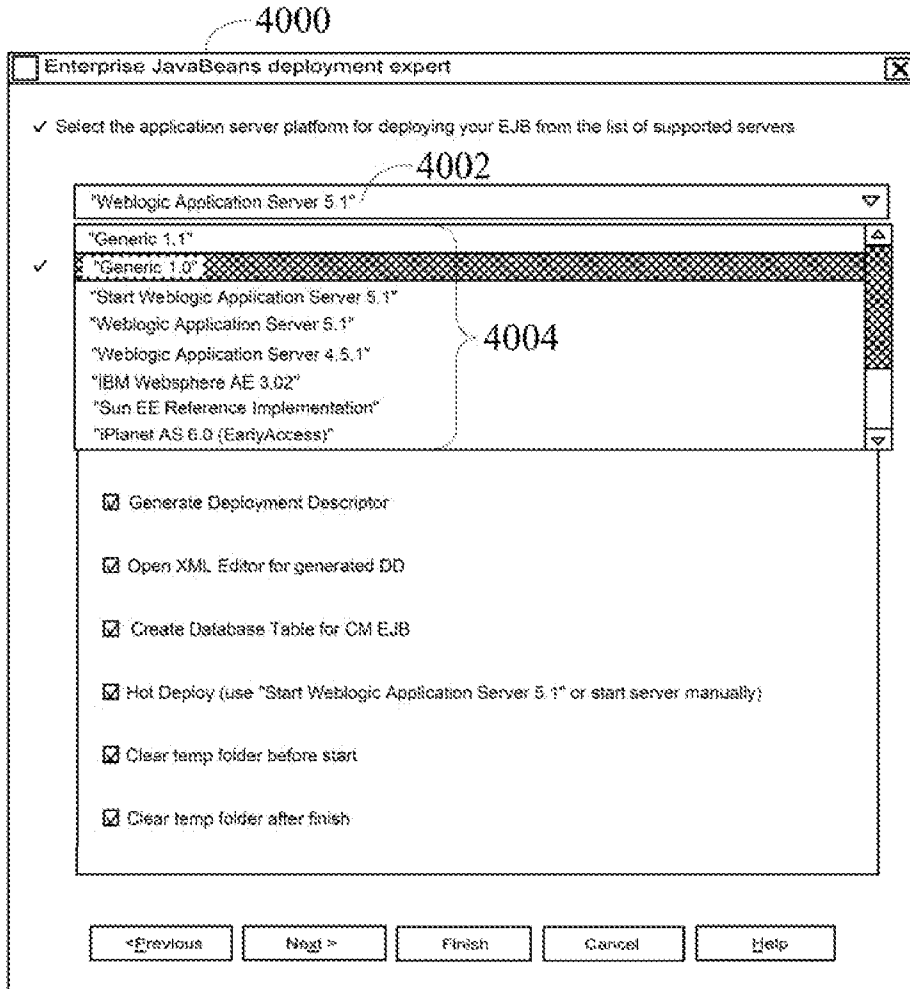 4000
Enterprise JavaBeans deployment expert
✓ Select the application server platform for deploying your EJB from the list of supported servers
4002
"Weblogic Application Server 5.1"
"Generic 1.1"
✓ "Generic 1.0"
"Start Weblogic Application Server 5.1"
"Weblogic Application Server 5.1"
4004
"Weblogic Application Server 4.5.1"
"IBM Websphere AE 3.02"
"Sun EE Reference Implementation"
"iPlanet AS 6.0 (EarlyAccess)"
Generate Deployment Descriptor
Open XML Editor for generated DD
Create Database Table for CM EJB
Hot Deploy (use "Start Weblogic Application Server 5.1" or start server manually)
Clear temp folder before start
Clear temp folder after finish
<Previous Next > Finish Cancel Help